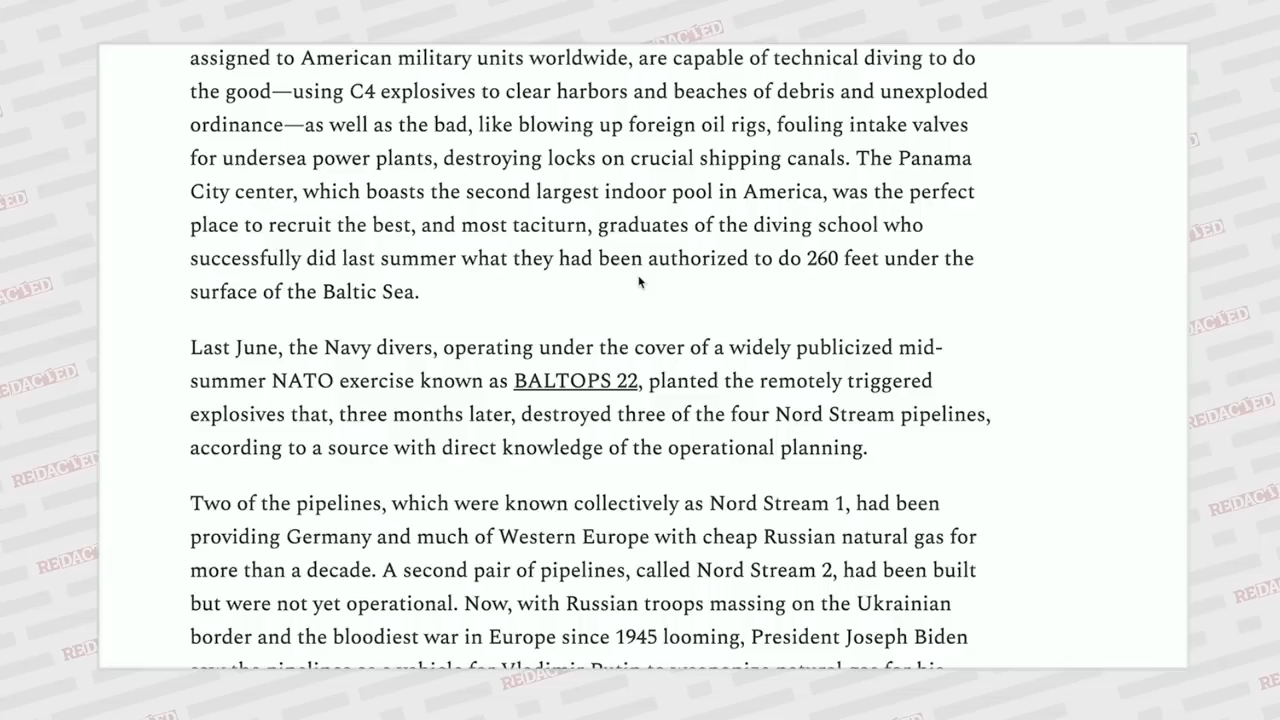 assigned to American military units worldwide, are capable of technical diving to do
the good—using C4 explosives to clear harbors and beaches of debris and unexploded
ordinance—as well as the bad, like blowing up foreign oil rigs, fouling intake valves
for undersea power plants, destroying locks on crucial shipping canals. The Panama
City center, which boasts the second largest indoor pool in America, was the perfect
place to recruit the best, and most taciturn, graduates of the diving school who
successfully did last summer what they had been authorized to do 260 feet under the
surface of the Baltic Sea.
Last June, the Navy divers, operating under the cover of a widely publicized mid-
summer NATO exercise known as BALTOPS 22, planted the remotely triggered
explosives that, three months later, destroyed three of the four Nord Stream pipelines,
according to a source with direct knowledge of the operational planning.
Two of the pipelines, which were known collectively as Nord Stream 1, had been
providing Germany and much of Western Europe with cheap Russian natural gas for
more than a decade. A second pair of pipelines, called Nord Stream 2, had been built
but were not yet operational. Now, with Russian troops massing on the Ukrainian
border and the bloodiest war in Europe since 1945 looming, President Joseph Biden
REDACTED
REDACTED
REDACTED
REDACTED